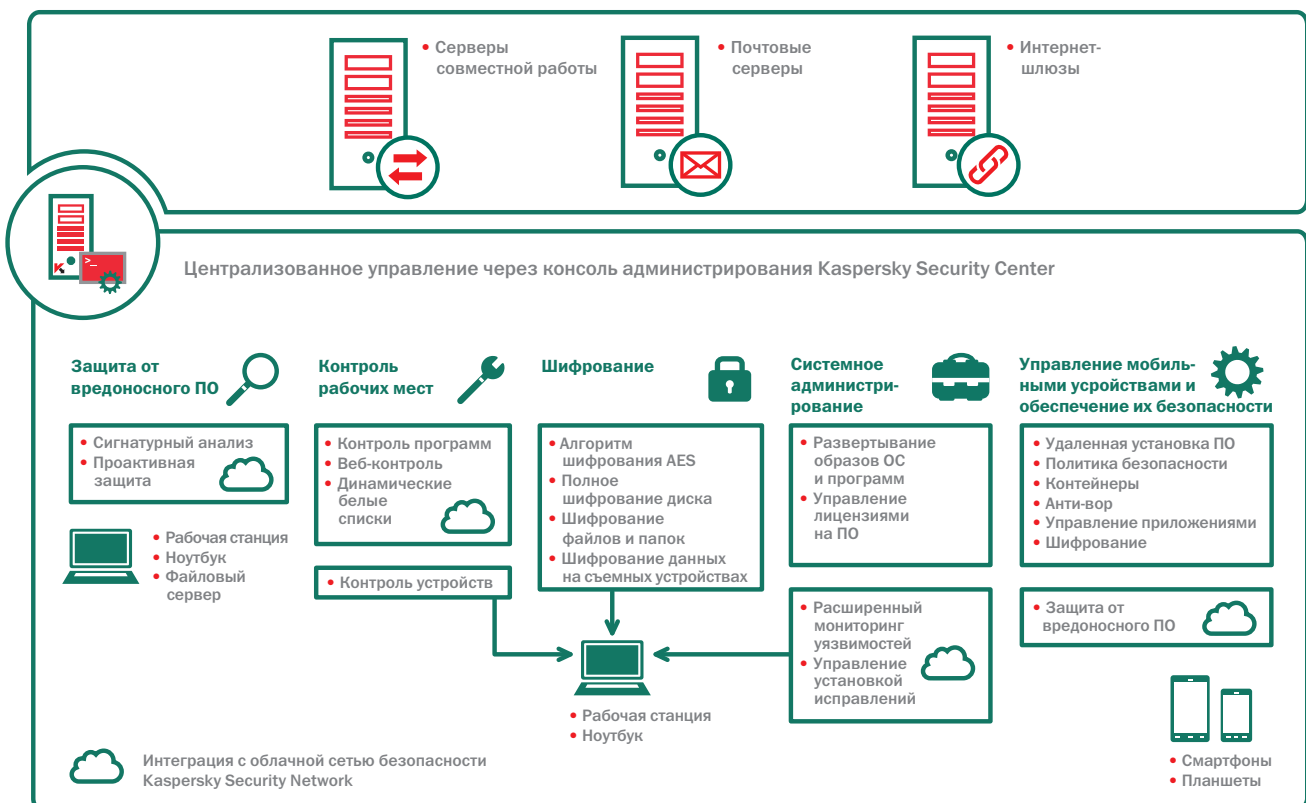 • Серверы
совместной работы
• Почтовые
серверы
• Интернет-
шлюзы
>_
Централизованное управление через консоль администрирования Kaspersky Security Center
Защита от
вредоносного ПО
• Сигнатурный анализ
• Проактивная
защита
• Рабочая станция
• Ноутбук
• Файловый
сервер
Контроль
рабочих мест
• Контроль программ
• Веб-контроль
• Динамические
белые
списки
• Контроль устройств
Шифрование
• Алгоритм
шифрования AES
• Полное
шифрование диска
• Шифрование
файлов и папок
• Шифрование данных
на съемных устройствах
• Рабочая станция
• Ноутбук
Системное
администри-
рование
• Развертывание
образов ОС
и программ
• Управление
лицензиями
на ПО
• Расширенный
мониторинг
уязвимостей
• Управление
установкой
исправлений
Управление мобиль-
ными усройствами и
обеспечение их безопасности
• Удаленная установка ПО
• Политика безопасности
• Контейнеры
• Анти-вор
• Управление приложениями
• Шифрование
• Защита от
вредоносного ПО
• Смартфоны
• Планшеты
Интеграция с облачной сетью безопасности
Kaspersky Security Network